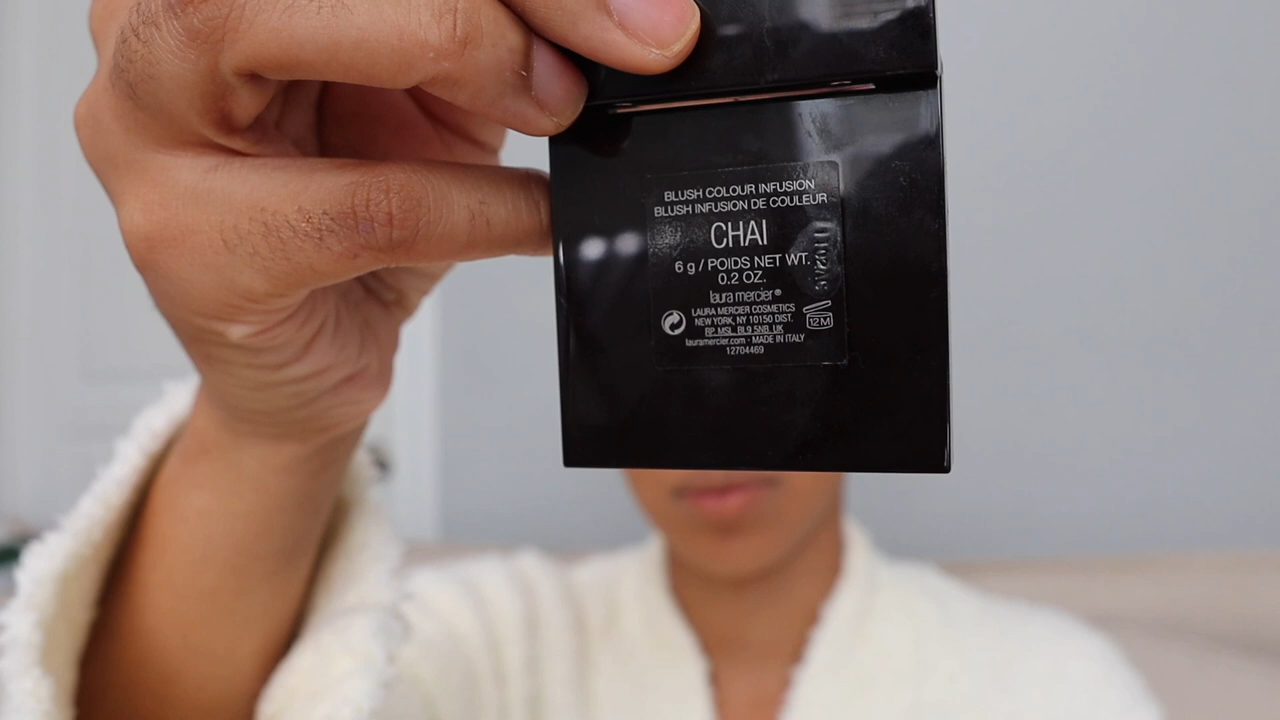 BLUSH COLOUR INFUSION
BLUSH INFUSION DE COULEUR
CHAI
6 g / POIDS NET WT.
0.2 OZ.
laura mercier®
LAURA MERCIER COSMETICS
NEW YORK, NY 10150 DIST.
RP, MSL, BL9 5NB, UK
lauramercier.com - MADE IN ITALY
12704469
12M